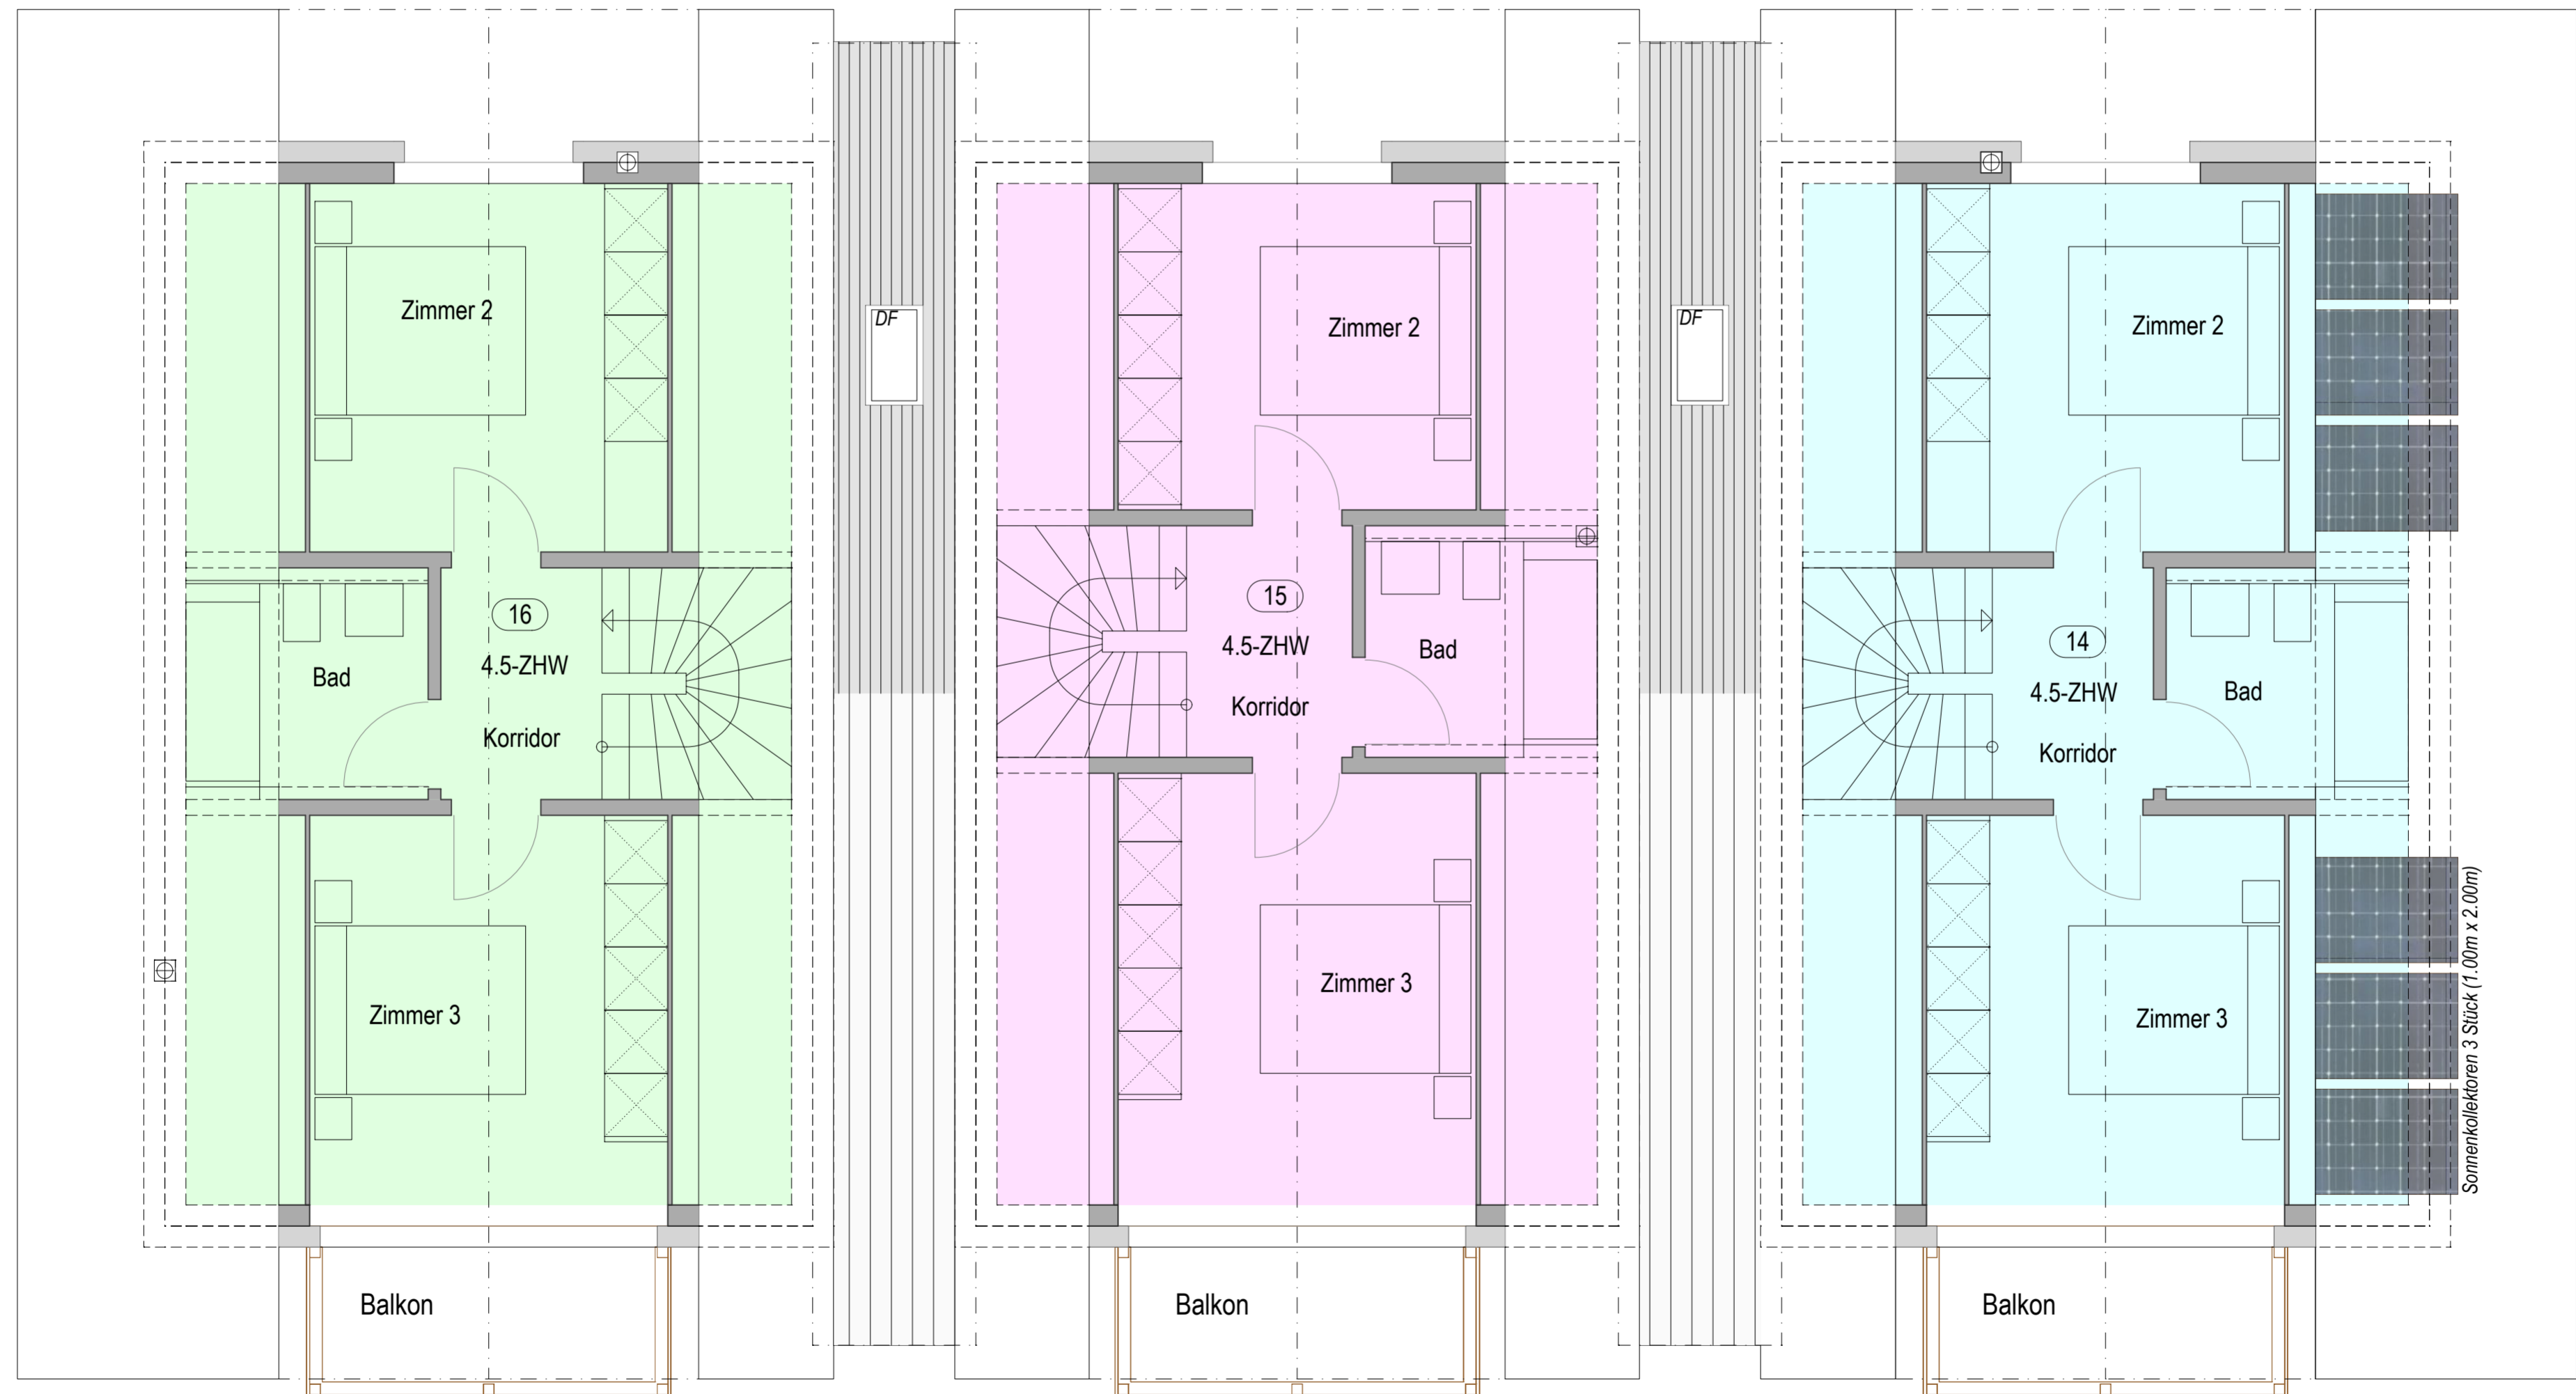 Zimmer 2
DF
Zimmer 2
DF
Zimmer 2
16
4.5-ZHW
Bad
Korridor
15
4.5-ZHW
Bad
Korridor
14
4.5-ZHW
Bad
Korridor
Zimmer 3
Zimmer 3
Zimmer 3
Sonnenkollektoren 3 Stück (1.00m x 2.00m)
Balkon
Balkon
Balkon